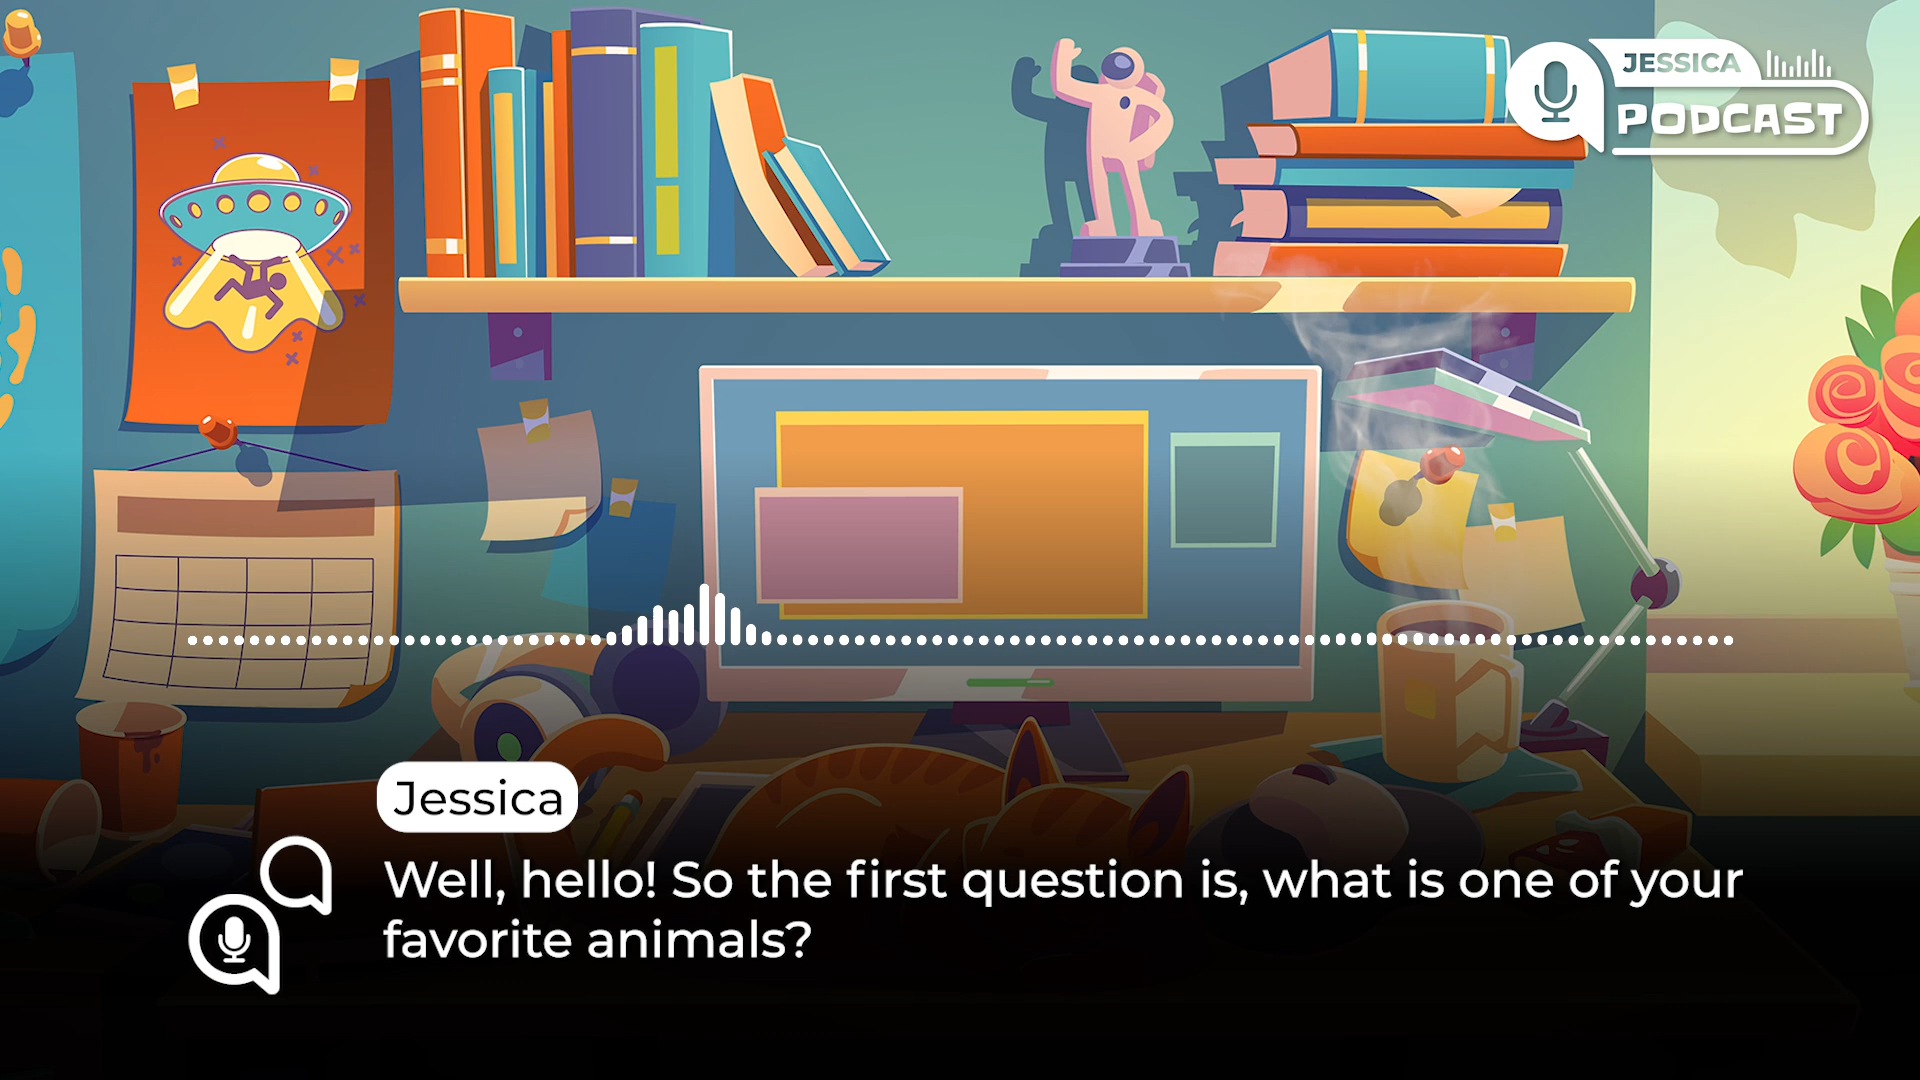 JESSICA
PODCAST
Jessica
Well, hello! So the first question is, what is one of your
favorite animals?